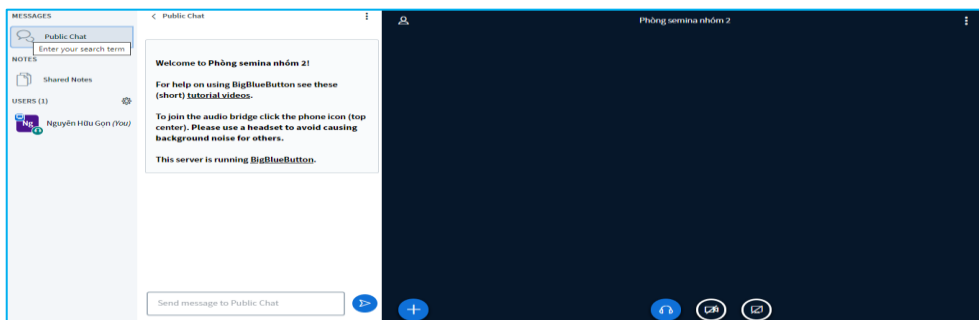 MESSAGES
Public Chat
Enter your search term
NOTES
Shared Notes
USERS (1)
Ng
Nguyễn Hữu Gọn (You)
Public Chat
Welcome to Phòng semina nhóm 2!
For help on using BigBlueButton see these
(short) tutorial videos.
To join the audio bridge click the phone icon (top
center). Please use a headset to avoid causing
background noise for others.
This server is running BigBlueButton.
Send message to Public Chat
Phòng semina nhóm 2